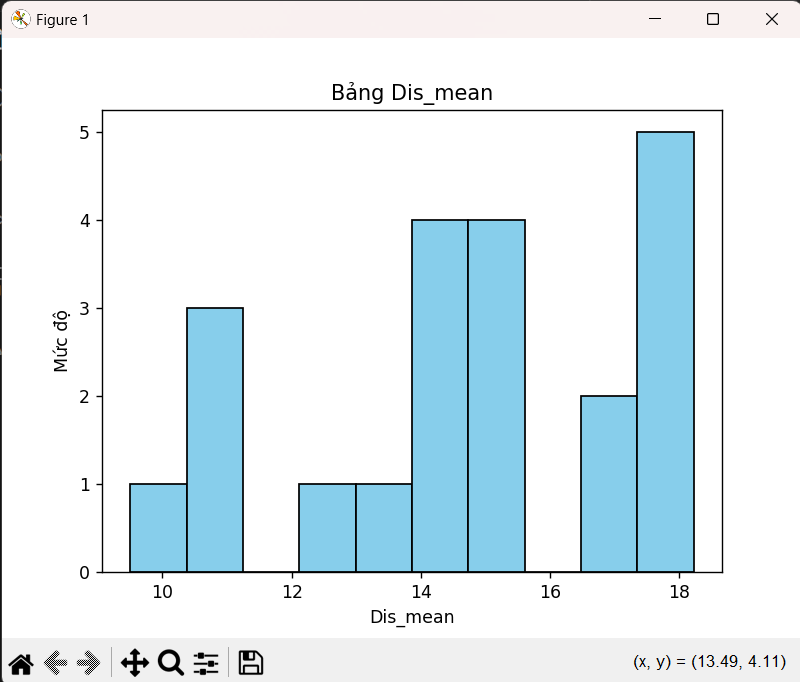 Figure 1
Bảng Dis_mean
5
4
3
2
1
0
Mức độ
10 12 14 16 18
Dis_mean
(x, y) = (13.49, 4.11)